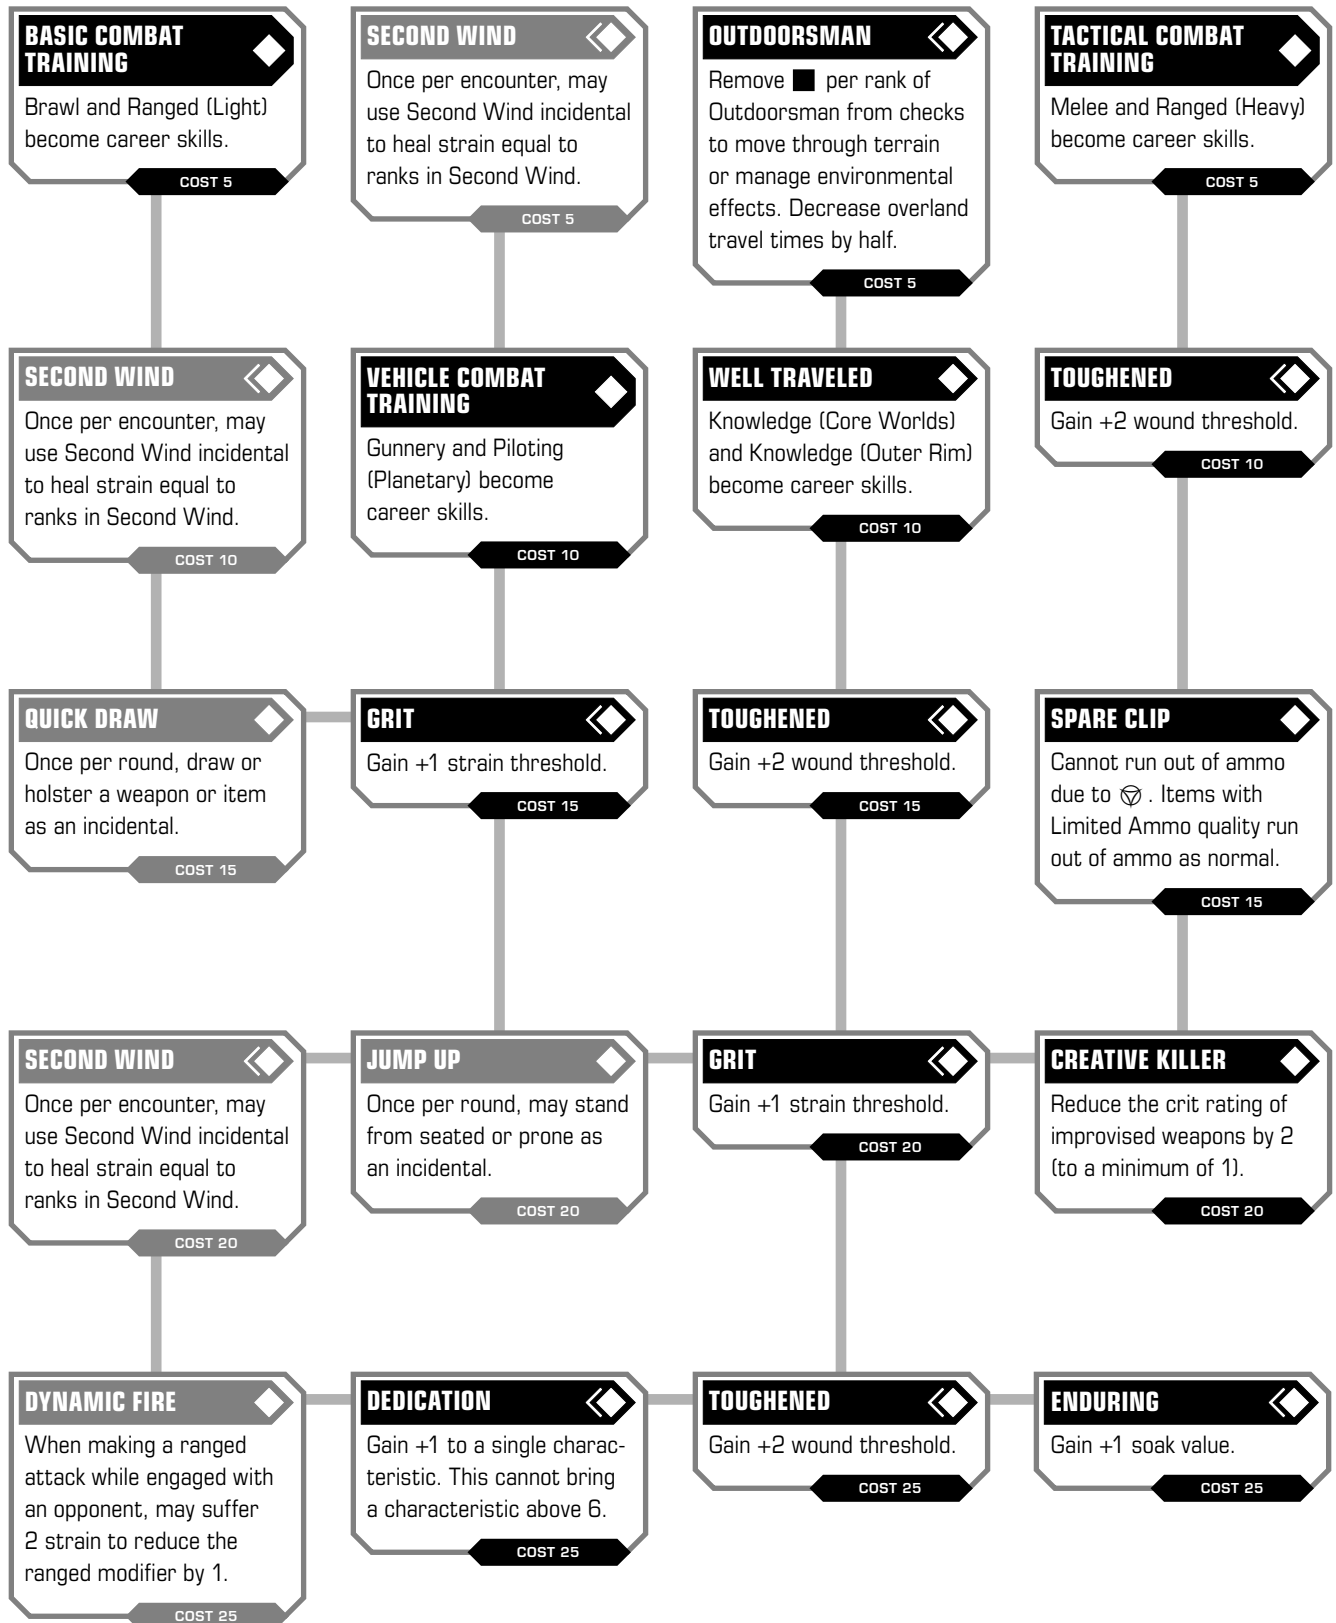 BASIC COMBAT
TRAINING
Brawl and Ranged (Light)
become career skills.
COST 5
SECOND WIND
Once per encounter, may
use Second Wind incidental
to heal strain equal to
ranks in Second Wind.
COST 5
OUTDOORSMAN
Remove ■ per rank of
Outdoorsman from checks
to move through terrain
or manage environmental
effects. Decrease overland
travel times by half.
COST 5
TACTICAL COMBAT
TRAINING
Melee and Ranged (Heavy)
become career skills.
COST 5
SECOND WIND
Once per encounter, may
use Second Wind incidental
to heal strain equal to
ranks in Second Wind.
COST 10
VEHICLE COMBAT
TRAINING
Gunnery and Piloting
(Planetary) become
career skills.
COST 10
WELL TRAVELED
Knowledge (Core Worlds)
and Knowledge (Outer Rim)
become career skills.
COST 10
TOUGHENED
Gain +2 wound threshold.
COST 10
QUICK DRAW
Once per round, draw or
holster a weapon or item
as an incidental.
COST 15
GRIT
Gain +1 strain threshold.
COST 15
TOUGHENED
Gain +2 wound threshold.
COST 15
SPARE CLIP
Cannot run out of ammo
due to . Items with
Limited Ammo quality run
out of ammo as normal.
COST 15
SECOND WIND
Once per encounter, may
use Second Wind incidental
to heal strain equal to
ranks in Second Wind.
COST 20
JUMP UP
Once per round, may stand
from seated or prone as
an incidental.
COST 20
GRIT
Gain +1 strain threshold.
COST 20
CREATIVE KILLER
Reduce the crit rating of
improvised weapons by 2
(to a minimum of 1).
COST 20
DYNAMIC FIRE
When making a ranged
attack while engaged with
an opponent, may suffer
2 strain to reduce the
ranged modifier by 1.
COST 25
DEDICATION
Gain +1 to a single charac-
teristic. This cannot bring
a characteristic above 6.
COST 25
TOUGHENED
Gain +2 wound threshold.
COST 25
ENDURING
Gain +1 soak value.
COST 25